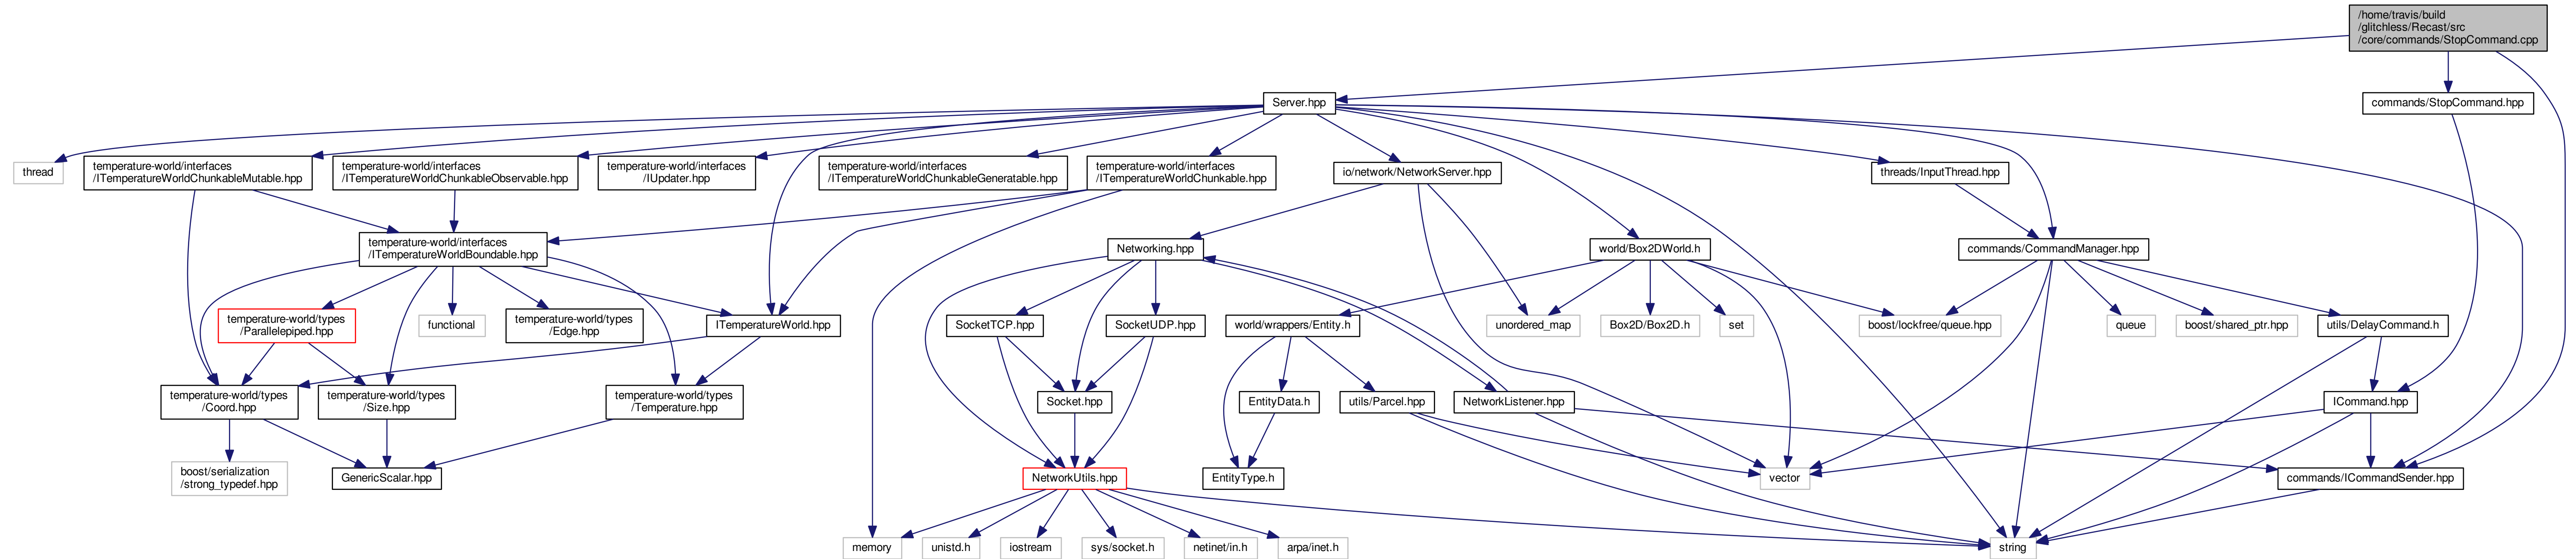 /home/travis/build
/glitchless/Recast/src
/core/commands/StopCommand.cpp
Server.hpp
commands/StopCommand.hpp
thread
temperature-world/interfaces
/ITemperatureWorldChunkableMutable.hpp
temperature-world/interfaces
/ITemperatureWorldChunkableObservable.hpp
temperature-world/interfaces
/IUpdater.hpp
temperature-world/interfaces
/ITemperatureWorldChunkableGeneratable.hpp
temperature-world/interfaces
/ITemperatureWorldChunkable.hpp
io/network/NetworkServer.hpp
threads/InputThread.hpp
temperature-world/interfaces
/ITemperatureWorldBoundable.hpp
Networking.hpp
world/Box2DWorld.h
commands/CommandManager.hpp
temperature-world/types
/Parallelepiped.hpp
functional
temperature-world/types
/Edge.hpp
ITemperatureWorld.hpp
SocketTCP.hpp
SocketUDP.hpp
world/wrappers/Entity.h
unordered_map
Box2D/Box2D.h
set
boost/lockfree/queue.hpp
queue
boost/shared_ptr.hpp
utils/DelayCommand.h
temperature-world/types
/Coord.hpp
temperature-world/types
/Size.hpp
temperature-world/types
/Temperature.hpp
Socket.hpp
EntityData.h
utils/Parcel.hpp
NetworkListener.hpp
ICommand.hpp
boost/serialization
/strong_typedef.hpp
GenericScalar.hpp
NetworkUtils.hpp
EntityType.h
vector
commands/ICommandSender.hpp
memory
unistd.h
iostream
sys/socket.h
netinet/in.h
arpa/inet.h
string